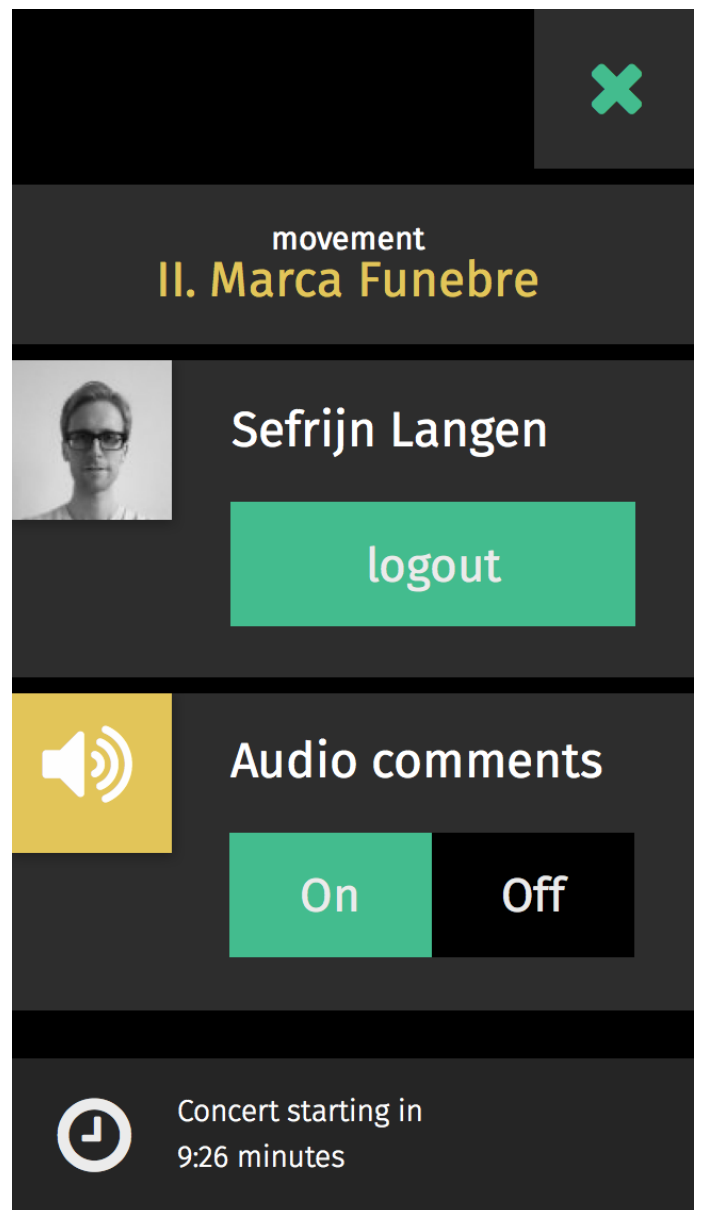 movement
II. Marca Funebre
Sefrijn Langen
logout
Audio comments
On Off
Concert starting in
9:26 minutes